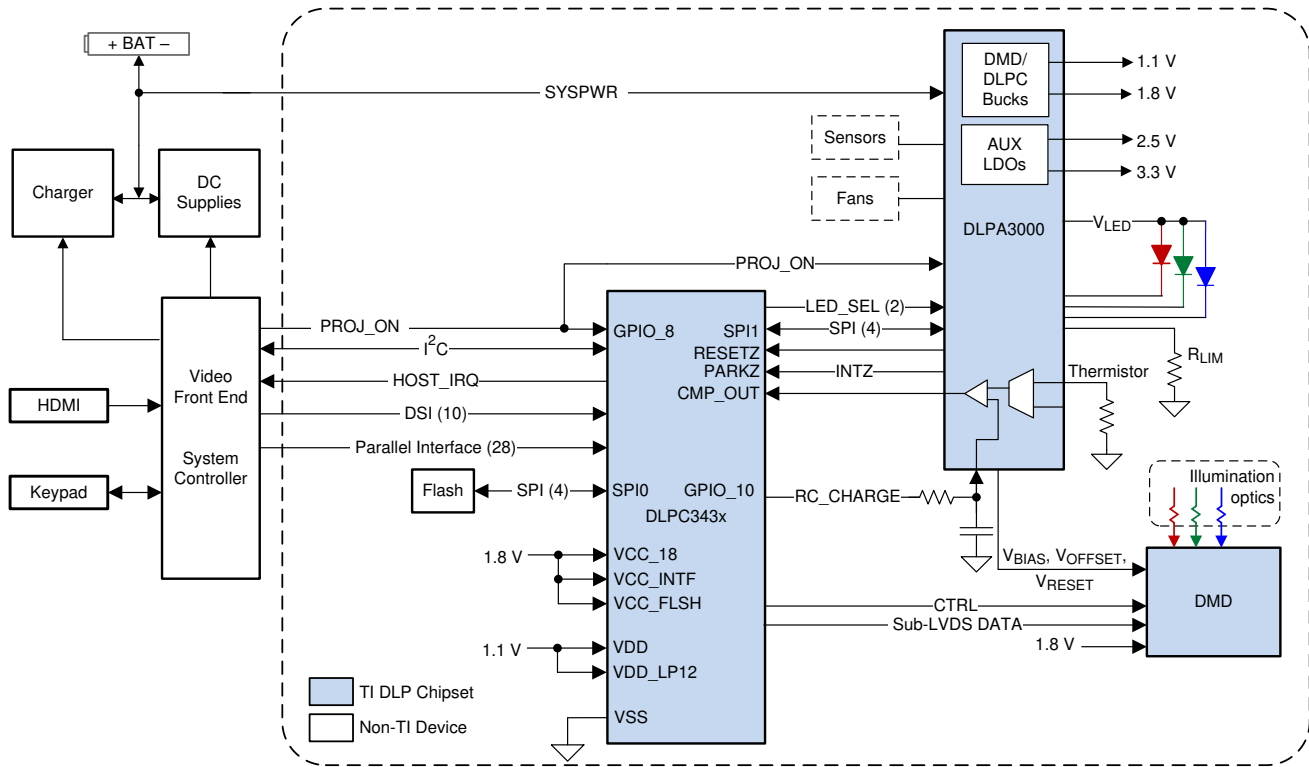 + BAT –
SYSPWR
DMD/
DLPC
Bucks
1.1 V
1.8 V
AUX
LDOs
2.5 V
3.3 V
Sensors
Fans
DLPA3000
Charger
DC
Supplies
VLED
PROJ_ON
PROJ_ON
GPIO_8
LED_SEL (2)
SPI1
SPI (4)
I2C
RESETZ
PARKZ
INTZ
RLIM
Thermistor
Video
Front End
HOST_IRQ
CMP_OUT
HDMI
DSI (10)
Parallel Interface (28)
System
Controller
Keypad
Flash
SPI (4)
SPI0
GPIO_10
RC_CHARGE
DLPC343x
Illumination
optics
1.8 V
VCC_18
VCC_INTF
VCC_FLSH
VBIAS, VOFFSET,
VRESET
DMD
CTRL
Sub-LVDS DATA
1.8 V
1.1 V
VDD
VDD_LP12
VSS
TI DLP Chipset
Non-TI Device